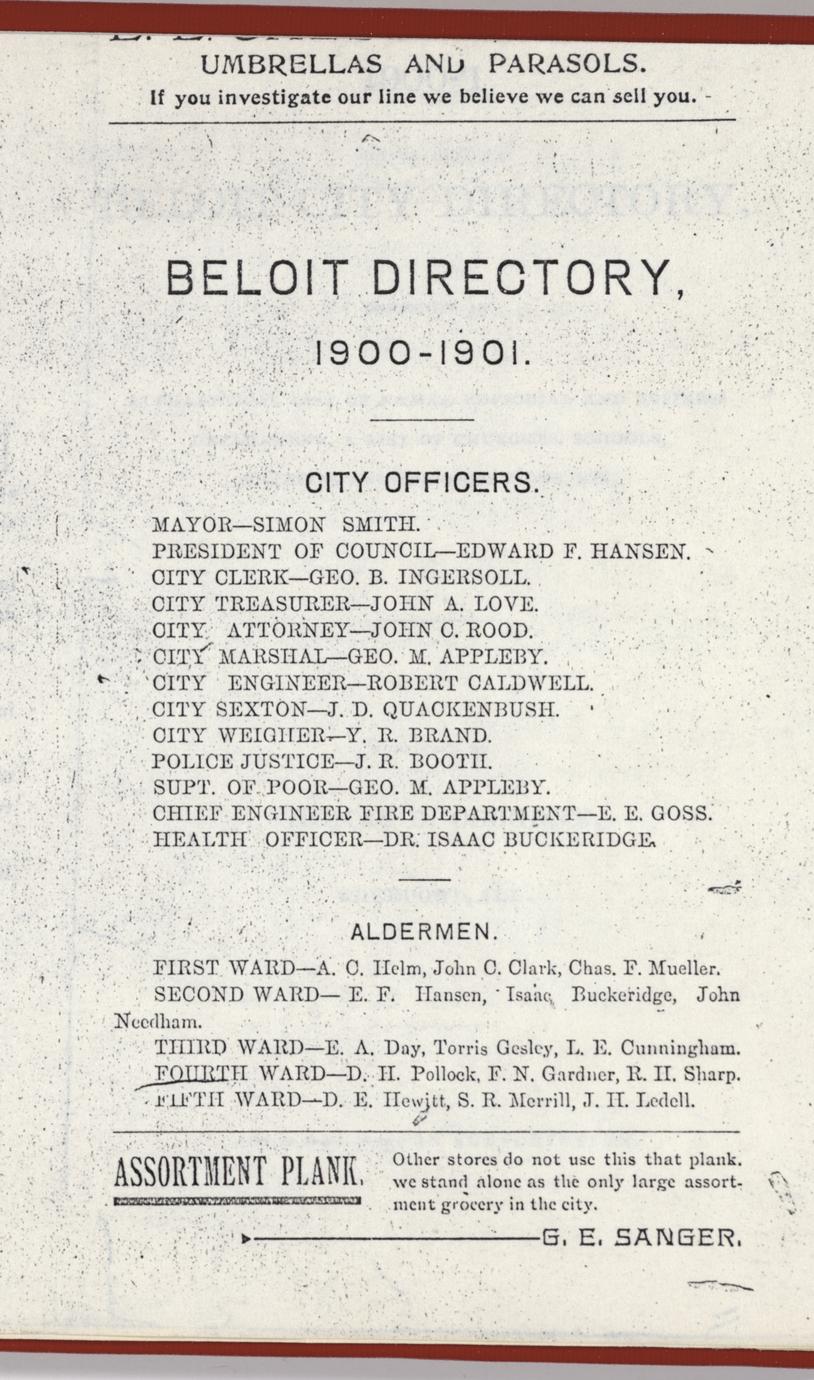 UMBRELLAS AND PARASOLS.
If you investigate our line we believe we can sell you.
BELOIT DIRECTORY,
1900-1901.
CITY OFFICERS.
MAYOR—SIMON SMITH.
PRESIDENT OF COUNCIL—EDWARD F. HANSEN.
CITY CLERK—GEO. B. INGERSOLL.
CITY TREASURER—JOHN A. LOVE.
CITY ATTORNEY—JOHN C. ROOD.
CITY MARSHAL—GEO. M. APPLEBY.
CITY ENGINEER—ROBERT CALDWELL.
CITY SEXTON—J. D. QUACKENBUSH.
CITY WEIGHER—Y. R. BRAND.
POLICE JUSTICE—J. R. BOOTH.
SUPT. OF POOR—GEO. M. APPLEBY.
CHIEF ENGINEER FIRE DEPARTMENT—E. E. GOSS.
HEALTH OFFICER—DR. ISAAC BUCKERIDGE.
ALDERMEN.
FIRST WARD—A. C. Helm, John C. Clark, Chas. F. Mueller.
SECOND WARD— E. F. Hansen, Isaac Buckeridge, John
Needham.
THIRD WARD—E. A. Day, Torris Gesley, L. E. Cunningham.
FOURTH WARD—D. H. Pollock, F. N. Gardner, R. H. Sharp.
FIFTH WARD—D. E. Hewitt, S. R. Merrill, J. H. Ledell.
ASSORTMENT PLANK.
Other stores do not use this that plank.
we stand alone as the only large assort-
ment grocery in the city.
G. E. SANGER.